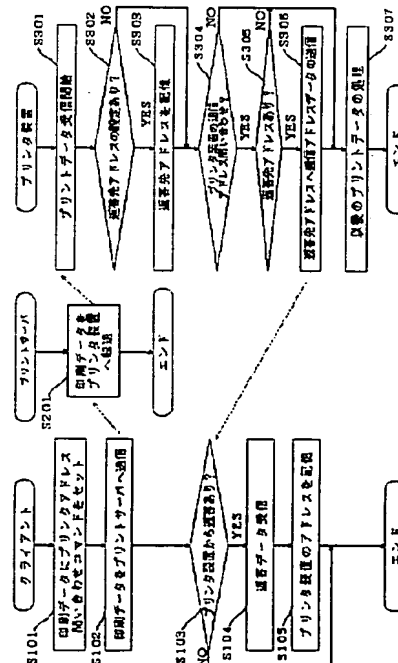 クライアント
S101
印刷データにプリンタアドレス
問い合わせコマンドをセット
S102
印刷データをプリントサーバへ送信
S103
プリンタ装置から返答あり?
NO
YES
S104
返答データ受信
S105
プリンタ装置のアドレスを記憶
エンド
プリントサーバ
S201
印刷データを
プリンタ装置
へ転送
エンド
プリンタ装置
S301
プリントデータ受信開始
S302
返答先アドレスの設定あり?
NO
YES
S303
返答先アドレスを記憶
S304
プリンタ装置の通信
アドレス問い合わせ?
NO
YES
S305
返答先アドレスあり?
NO
YES
S306
返答先アドレスへ通信アドレスデータの送信
S307
以後のプリントデータの処理
エンド